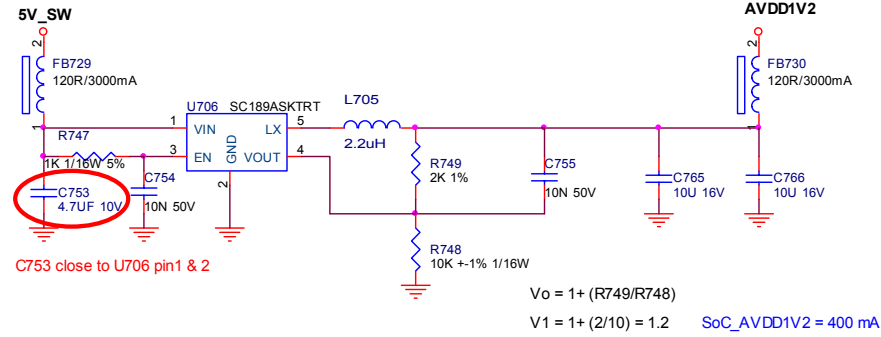 5V_SW
AVDD1V2
2
2
FB729
120R/3000mA
FB730
120R/3000mA
1
1
U706
SC189ASKTRT
L705
2.2uH
R747
1K 1/16W 5%
1
VIN
LX
5
3
EN
GND
VOUT
4
2
C753
4.7UF 10V
C754
10N 50V
R749
2K 1%
C755
10N 50V
C765
10U 16V
C766
10U 16V
R748
10K +-1% 1/16W
C753 close to U706 pin1 & 2
Vo = 1+ (R749/R748)
V1 = 1+ (2/10) = 1.2
SoC_AVDD1V2 = 400 mA